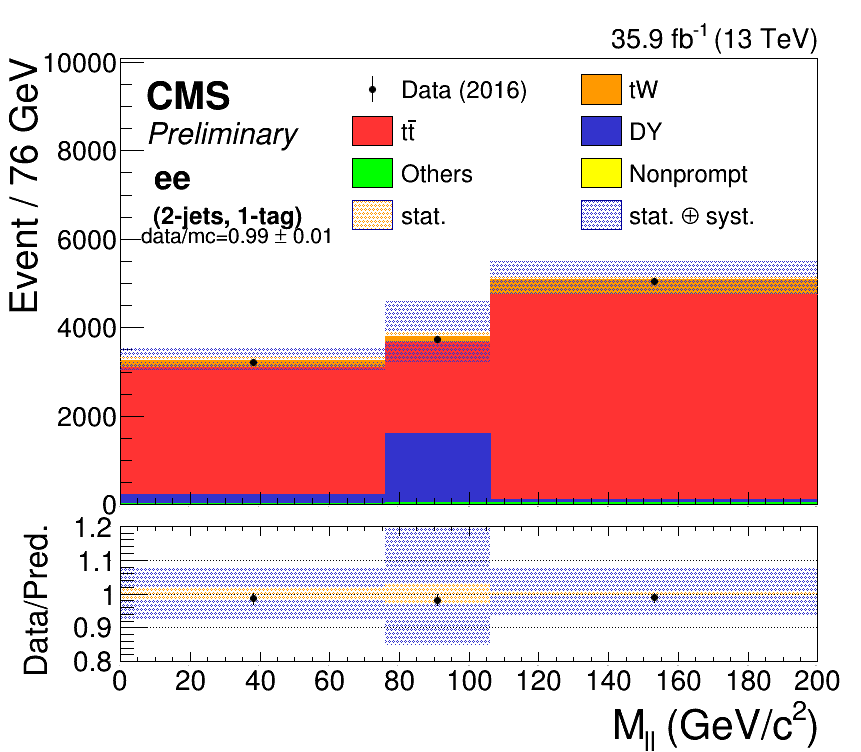 35.9 fb⁻¹ (13 TeV)
Event / 76 GeV
10000
8000
6000
4000
2000
0
CMS
Preliminary
ee
(2-jets, 1-tag)
data/mc=0.99 ± 0.01
Data (2016)
tW
tt̄
DY
Others
Nonprompt
stat.
stat. ⊕ syst.
Data/Pred.
1.2
1.1
1
0.9
0.8
0 20 40 60 80 100 120 140 160 180 200
M_ll (GeV/c²)